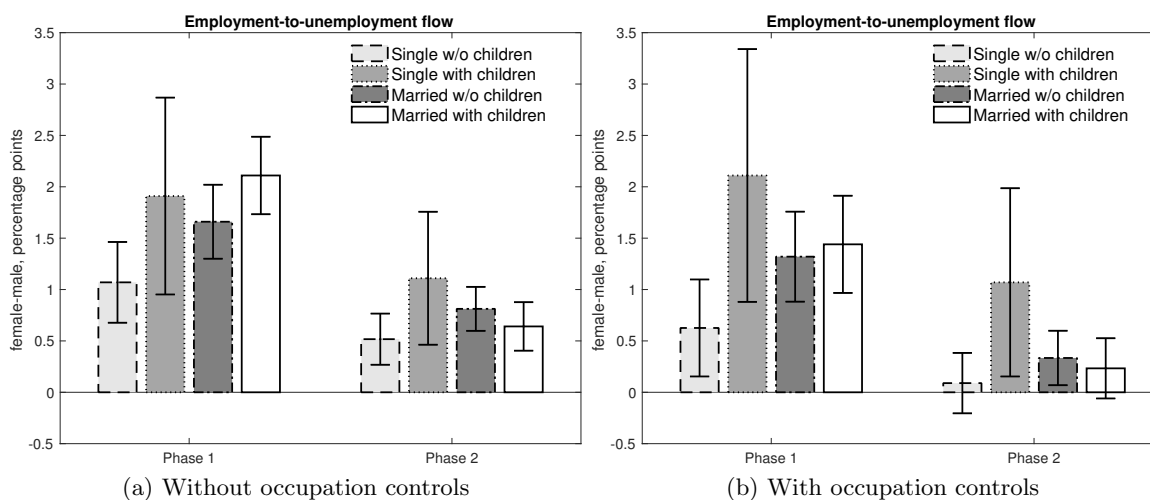 Employment-to-unemployment flow
3.5
3
2.5
2
1.5
1
0.5
0
-0.5
female-male, percentage points
Single w/o children
Single with children
Married w/o children
Married with children
Phase 1
Phase 2
(a) Without occupation controls
Employment-to-unemployment flow
3.5
3
2.5
2
1.5
1
0.5
0
-0.5
female-male, percentage points
Single w/o children
Single with children
Married w/o children
Married with children
Phase 1
Phase 2
(b) With occupation controls